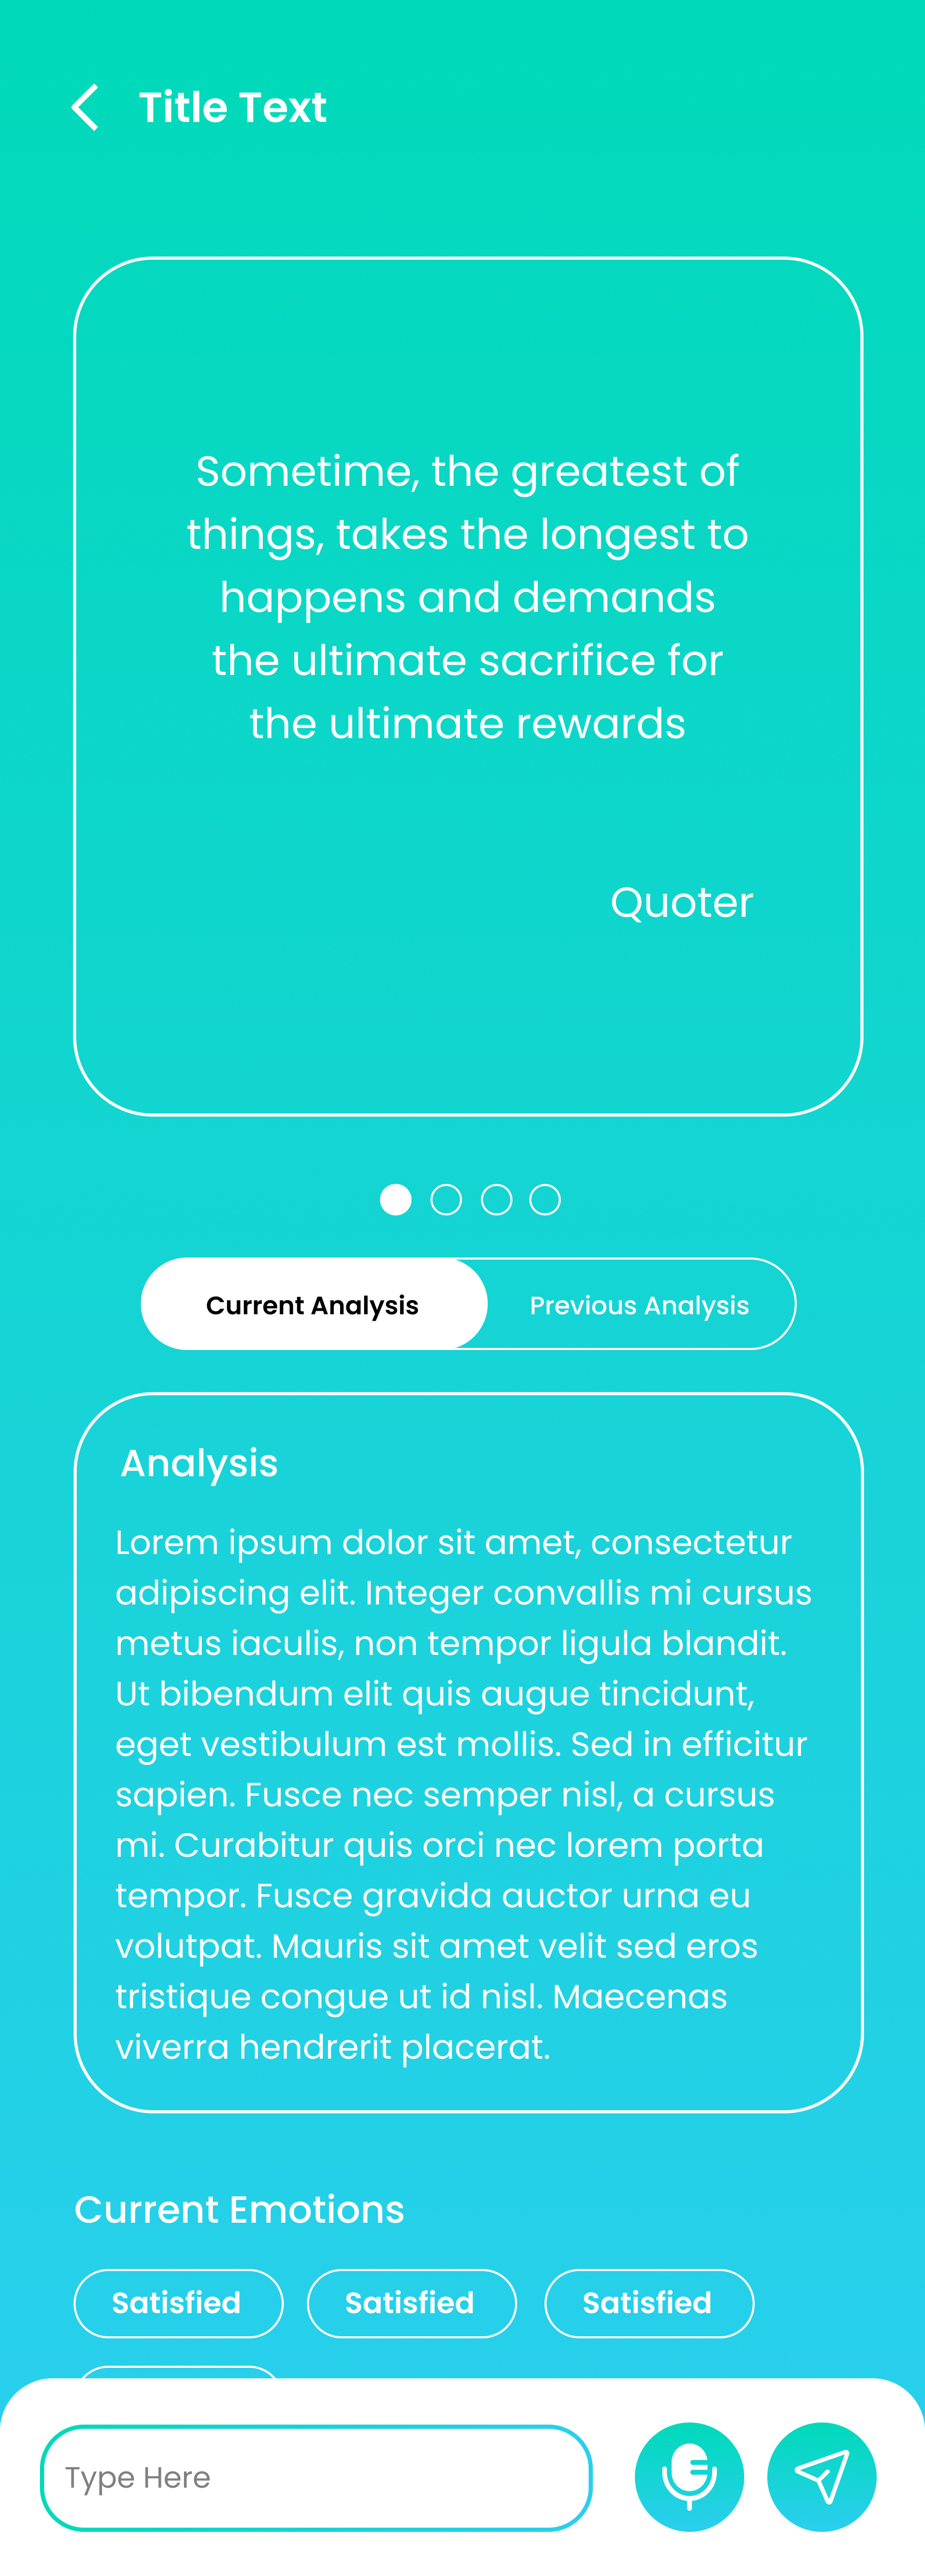 Title Text
Sometime, the greatest of
things, takes the longest to
happens and demands
the ultimate sacrifice for
the ultimate rewards
Quoter
Current Analysis
Previous Analysis
Analysis
Lorem ipsum dolor sit amet, consectetur
adipiscing elit. Integer convallis mi cursus
metus iaculis, non tempor ligula blandit.
Ut bibendum elit quis augue tincidunt,
eget vestibulum est mollis. Sed in efficitur
sapien. Fusce nec semper nisl, a cursus
mi. Curabitur quis orci nec lorem porta
tempor. Fusce gravida auctor urna eu
volutpat. Mauris sit amet velit sed eros
tristique congue ut id nisl. Maecenas
viverra hendrerit placerat.
Current Emotions
Satisfied
Satisfied
Satisfied
Type Here